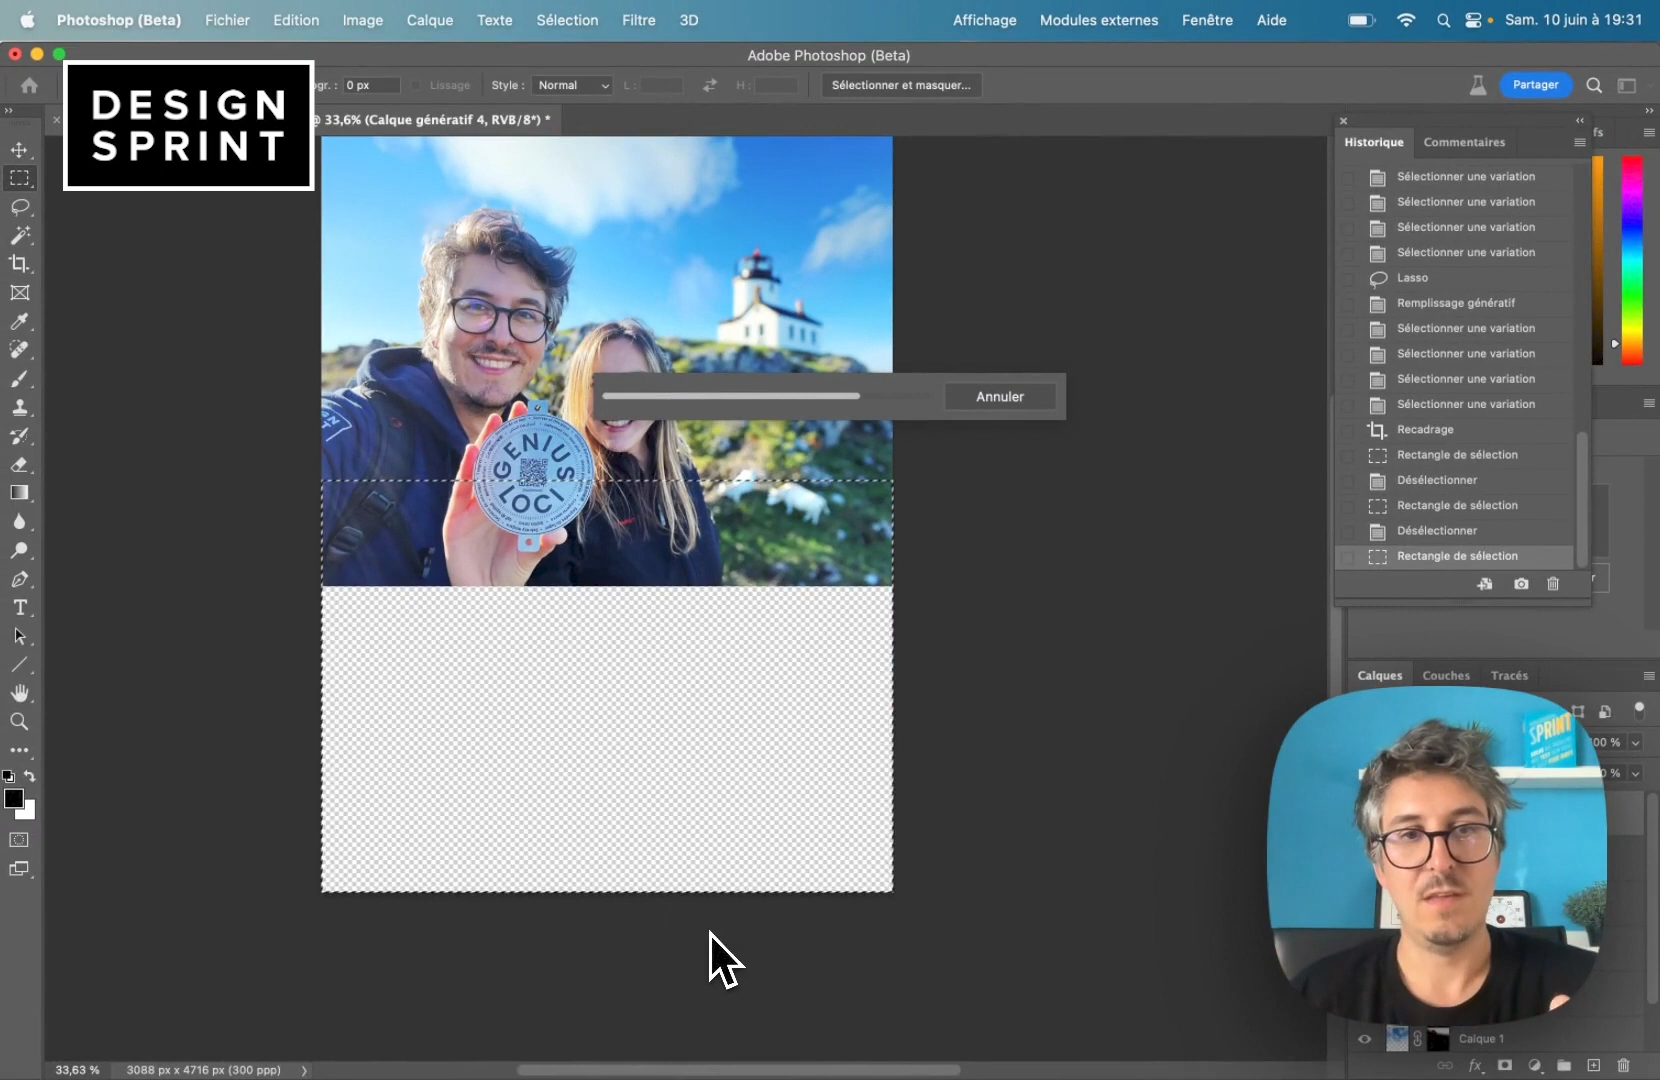 Photoshop (Beta) Fichier Edition Image Calque Texte Sélection Filtre 3D Affichage Modules externes Fenêtre Aide Sam. 10 juin à 19:31
Adobe Photoshop (Beta)
ogr. : 0 px Lissage Style : Normal L : H : Sélectionner et masquer... Partager
DESIGN
SPRINT
@ 33,6% (Calque génératif 4, RVB/8*) *
Historique Commentaires
fs
Sélectionner une variation
Sélectionner une variation
Sélectionner une variation
Sélectionner une variation
Lasso
Remplissage génératif
Sélectionner une variation
Sélectionner une variation
Sélectionner une variation
Sélectionner une variation
Recadrage
Rectangle de sélection
Désélectionner
Rectangle de sélection
Désélectionner
Rectangle de sélection
Annuler
GENIUS
LOCI
Calques Couches Tracés
SPRINT
00 %
0 %
Calque 1
33,63 % 3088 px x 4716 px (300 ppp)